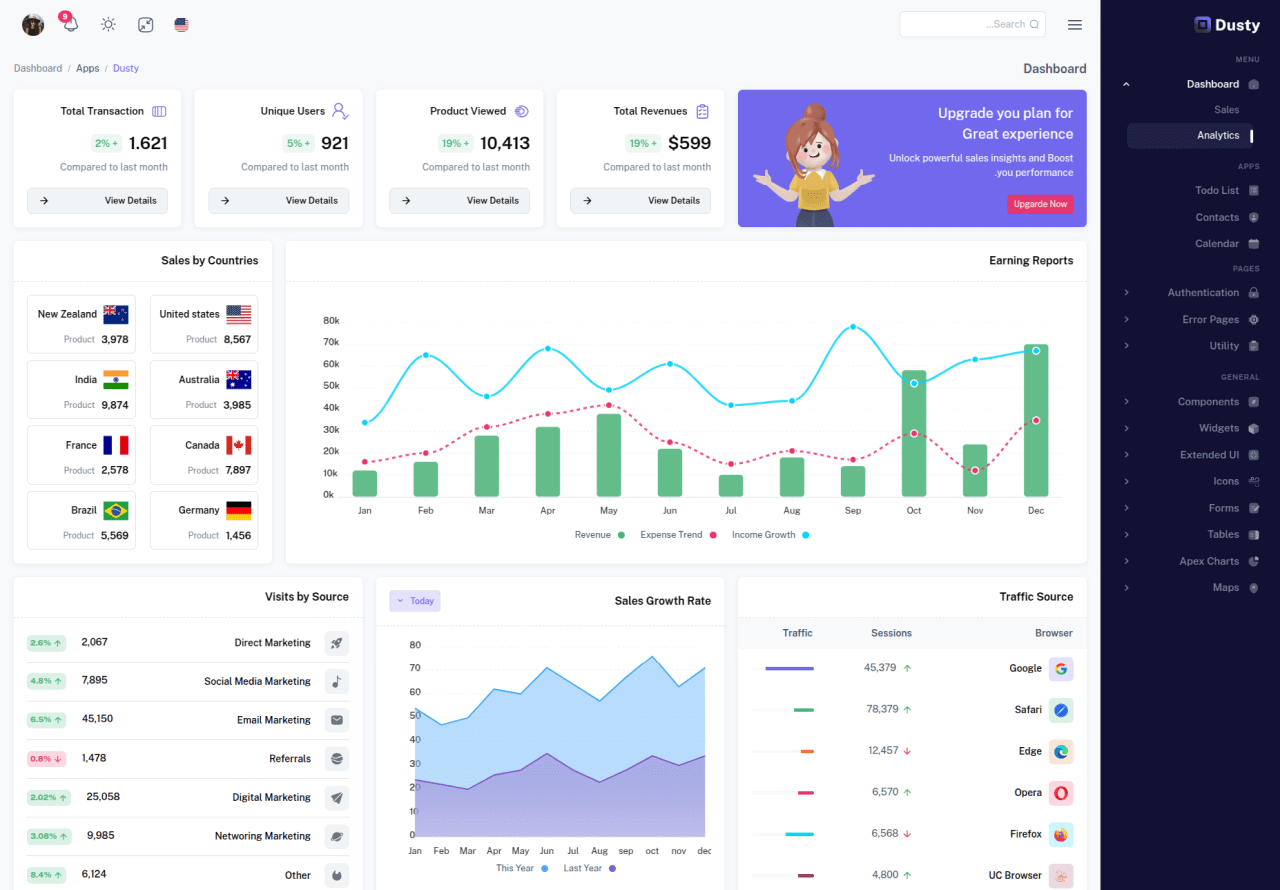 9
Search...
Dusty
MENU
Dashboard
Sales
Analytics
APPS
Todo List
Contacts
Calendar
PAGES
Authentication
Error Pages
Utility
GENERAL
Components
Widgets
Extended UI
Icons
Forms
Tables
Apex Charts
Maps
Dashboard / Apps / Dusty
Dashboard
Total Transaction
2% + 1.621
Compared to last month
View Details
Unique Users
5% + 921
Compared to last month
View Details
Product Viewed
19% + 10,413
Compared to last month
View Details
Total Revenues
19% + $599
Compared to last month
View Details
Upgrade you plan for
Great experience
Unlock powerful sales insights and Boost
.you performance
Upgarde Now
Sales by Countries
New Zealand
Product 3,978
United states
Product 8,567
India
Product 9,874
Australia
Product 3,985
France
Product 2,578
Canada
Product 7,897
Brazil
Product 5,569
Germany
Product 1,456
Earning Reports
80k
70k
60k
50k
40k
30k
20k
10k
0k
Jan Feb Mar Apr May Jun Jul Aug Sep Oct Nov Dec
Revenue Expense Trend Income Growth
Visits by Source
2.6% 2,067 Direct Marketing
4.8% 7,895 Social Media Marketing
6.5% 45,150 Email Marketing
0.8% 1,478 Referrals
2.02% 25,058 Digital Marketing
3.08% 9,985 Networing Marketing
8.4% 6,124 Other
Today
Sales Growth Rate
80
70
60
50
40
30
20
10
0
Jan Feb Mar Apr May Jun Jul Aug sep oct nov dec
This Year Last Year
Traffic Source
Traffic Sessions Browser
45,379 Google
78,379 Safari
12,457 Edge
6,570 Opera
6,568 Firefox
4,800 UC Browser